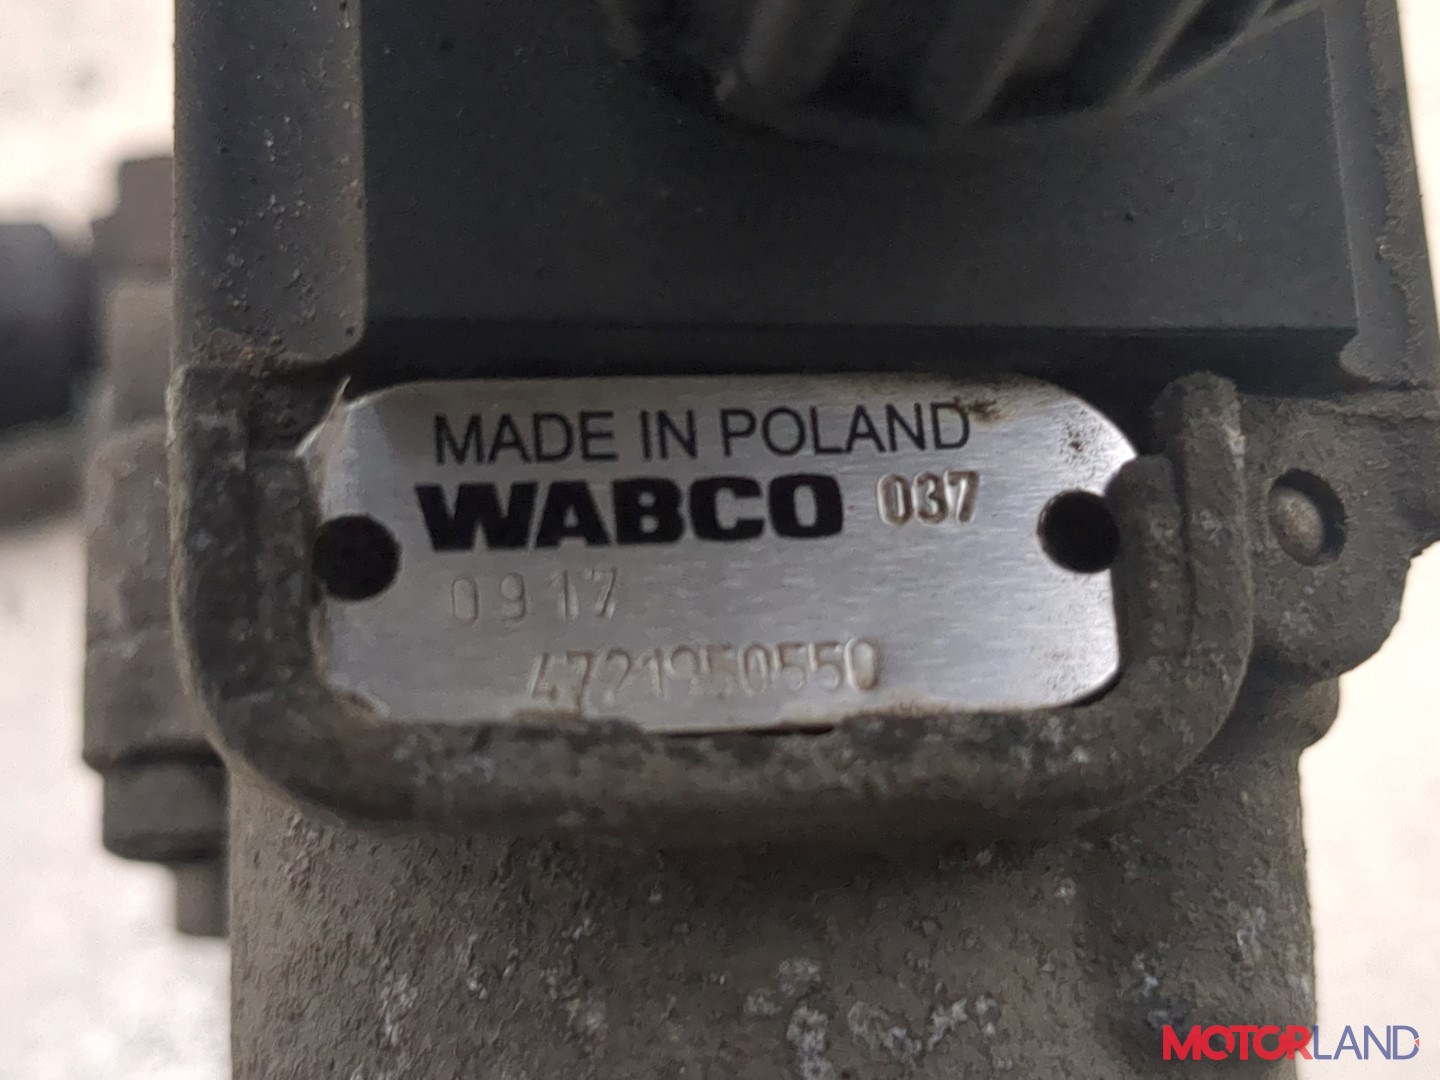 MADE IN POLAND
WABCO 037
0917
4721950550
MOTORLAND